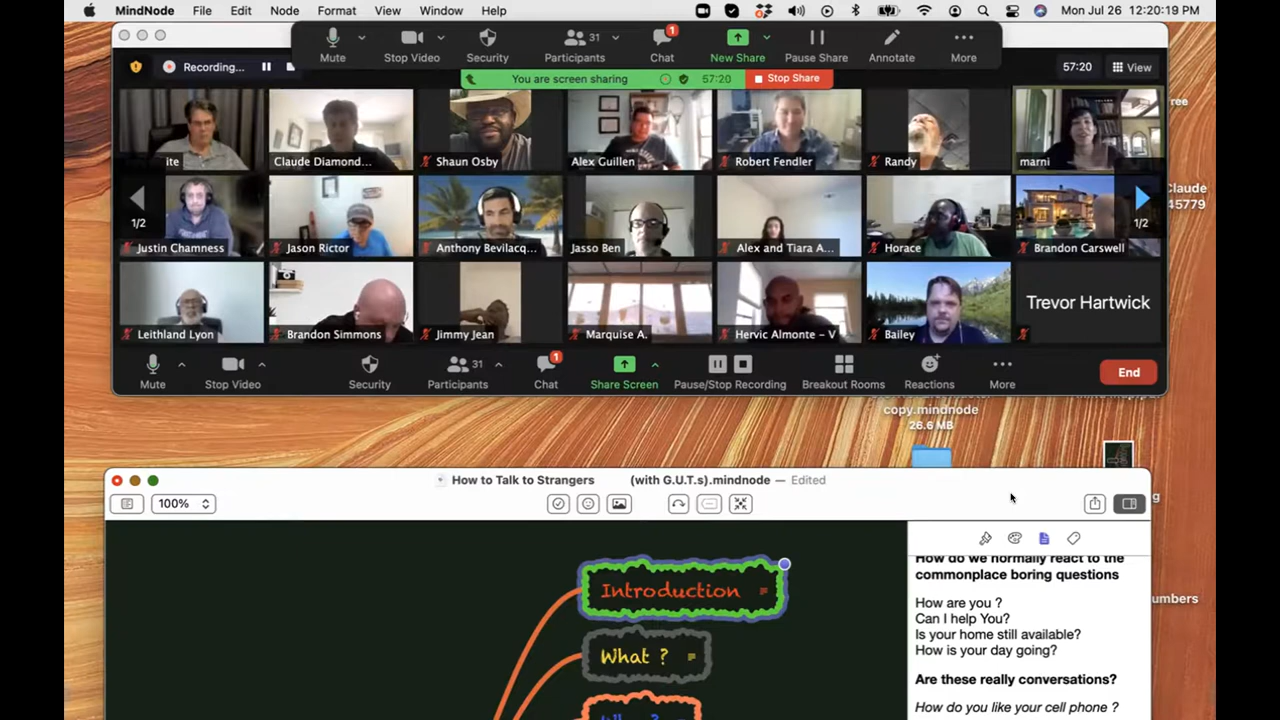 MindNode File Edit Node Format View Window Help Mon Jul 26 12:20:19 PM
Mute Stop Video Security Participants 31 Chat 1 New Share Pause Share Annotate More
Recording... 57:20 View
You are screen sharing 57:20 Stop Share
ree
ite Claude Diamond... Shaun Osby Alex Guillen Robert Fendler Randy marni
Claude
45779
1/2 1/2
Justin Chamness Jason Rictor Anthony Bevilacq... Jasso Ben Alex and Tiara A... Horace Brandon Carswell
Trevor Hartwick
Leithland Lyon Brandon Simmons Jimmy Jean Marquise A. Hervic Almonte – V Bailey
Mute Stop Video Security Participants 31 Chat 1 Share Screen Pause/Stop Recording Breakout Rooms Reactions More End
copy.mindnode
26.6 MB
How to Talk to Strangers (with G.U.T.s).mindnode — Edited
100%
g
How do we normally react to the
commonplace boring questions
Introduction
How are you ?
umbers
Can I help You?
Is your home still available?
How is your day going?
What ?
Are these really conversations?
How do you like your cell phone ?